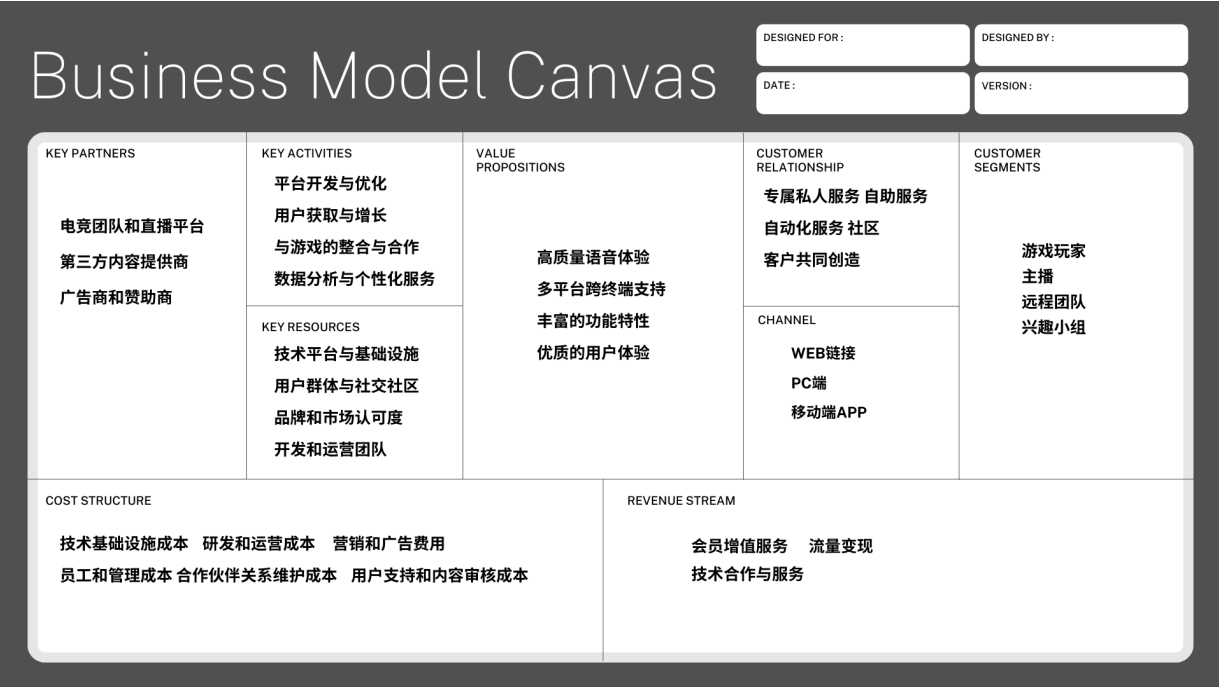 Business Model Canvas
DESIGNED FOR :
DESIGNED BY :
DATE :
VERSION :
KEY PARTNERS
电竞团队和直播平台
第三方内容提供商
广告商和赞助商
KEY ACTIVITIES
平台开发与优化
用户获取与增长
与游戏的整合与合作
数据分析与个性化服务
KEY RESOURCES
技术平台与基础设施
用户群体与社交社区
品牌和市场认可度
开发和运营团队
VALUE
PROPOSITIONS
高质量语音体验
多平台跨终端支持
丰富的功能特性
优质的用户体验
CUSTOMER
RELATIONSHIP
专属私人服务 自助服务
自动化服务 社区
客户共同创造
CHANNEL
WEB链接
PC端
移动端APP
CUSTOMER
SEGMENTS
游戏玩家
主播
远程团队
兴趣小组
COST STRUCTURE
技术基础设施成本 研发和运营成本 营销和广告费用
员工和管理成本 合作伙伴关系维护成本 用户支持和内容审核成本
REVENUE STREAM
会员增值服务 流量变现
技术合作与服务